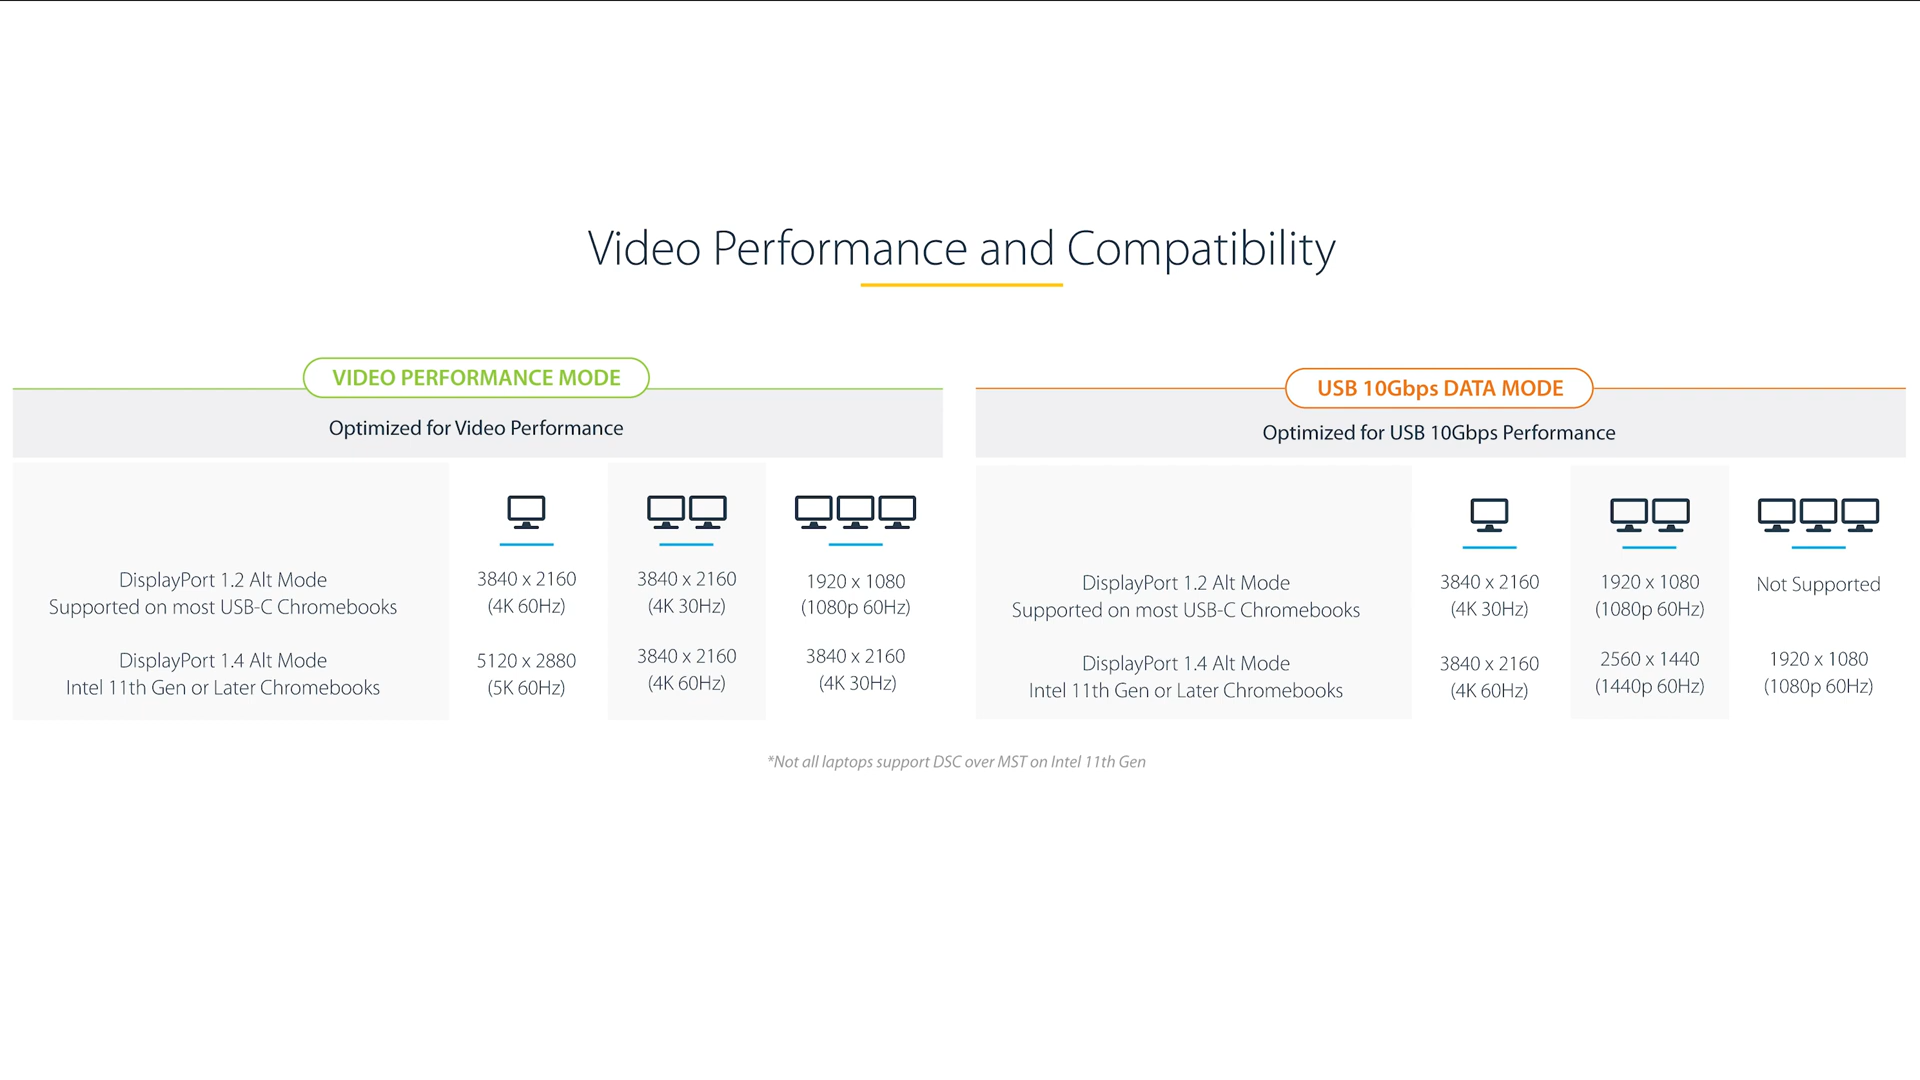 Video Performance and Compatibility
VIDEO PERFORMANCE MODE
Optimized for Video Performance
DisplayPort 1.2 Alt Mode
Supported on most USB-C Chromebooks
3840 x 2160
(4K 60Hz)
3840 x 2160
(4K 30Hz)
1920 x 1080
(1080p 60Hz)
DisplayPort 1.4 Alt Mode
Intel 11th Gen or Later Chromebooks
5120 x 2880
(5K 60Hz)
3840 x 2160
(4K 60Hz)
3840 x 2160
(4K 30Hz)
USB 10Gbps DATA MODE
Optimized for USB 10Gbps Performance
DisplayPort 1.2 Alt Mode
Supported on most USB-C Chromebooks
3840 x 2160
(4K 30Hz)
1920 x 1080
(1080p 60Hz)
Not Supported
DisplayPort 1.4 Alt Mode
Intel 11th Gen or Later Chromebooks
3840 x 2160
(4K 60Hz)
2560 x 1440
(1440p 60Hz)
1920 x 1080
(1080p 60Hz)
*Not all laptops support DSC over MST on Intel 11th Gen